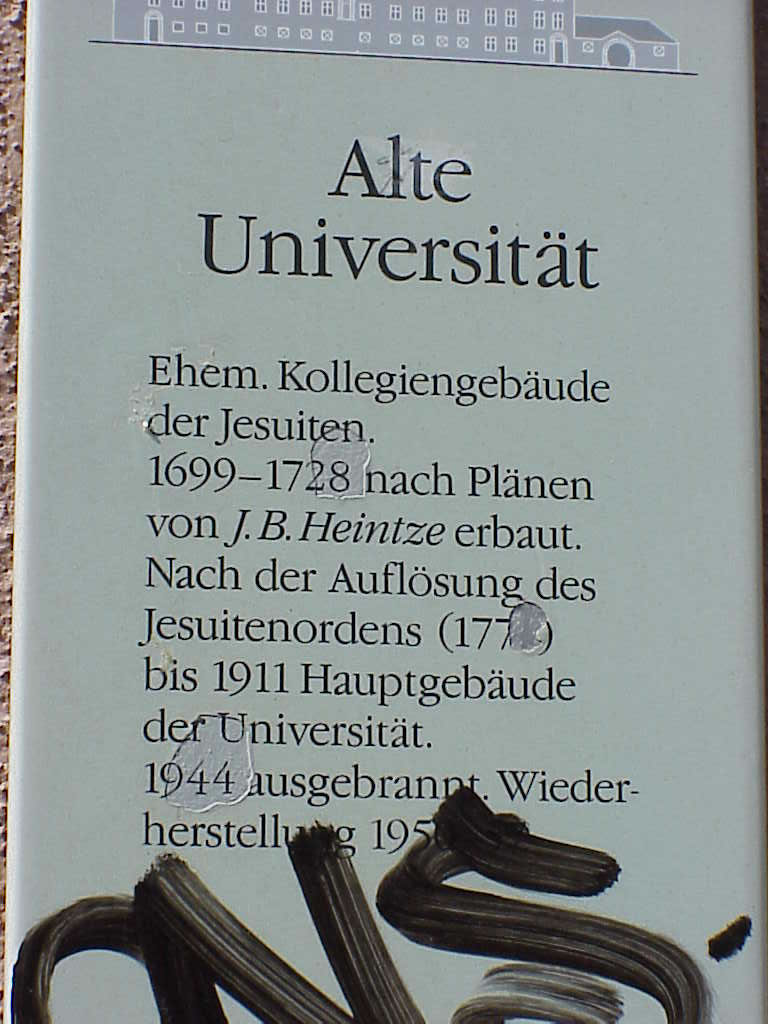 Alte
Universität
Ehem. Kollegiengebäude
der Jesuiten.
1699–1728 nach Plänen
von J. B. Heintze erbaut.
Nach der Auflösung des
Jesuitenordens
bis 1911 Hauptgebäude
der Universität.
1944 ausgebrannt. Wieder-
herstellung